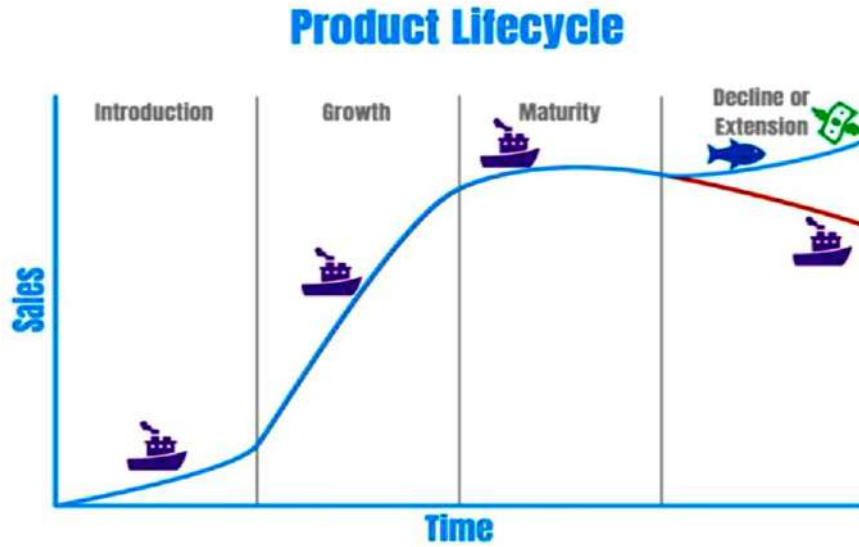 Product Lifecycle
Introduction
Growth
Maturity
Decline or
Extension
Sales
Time